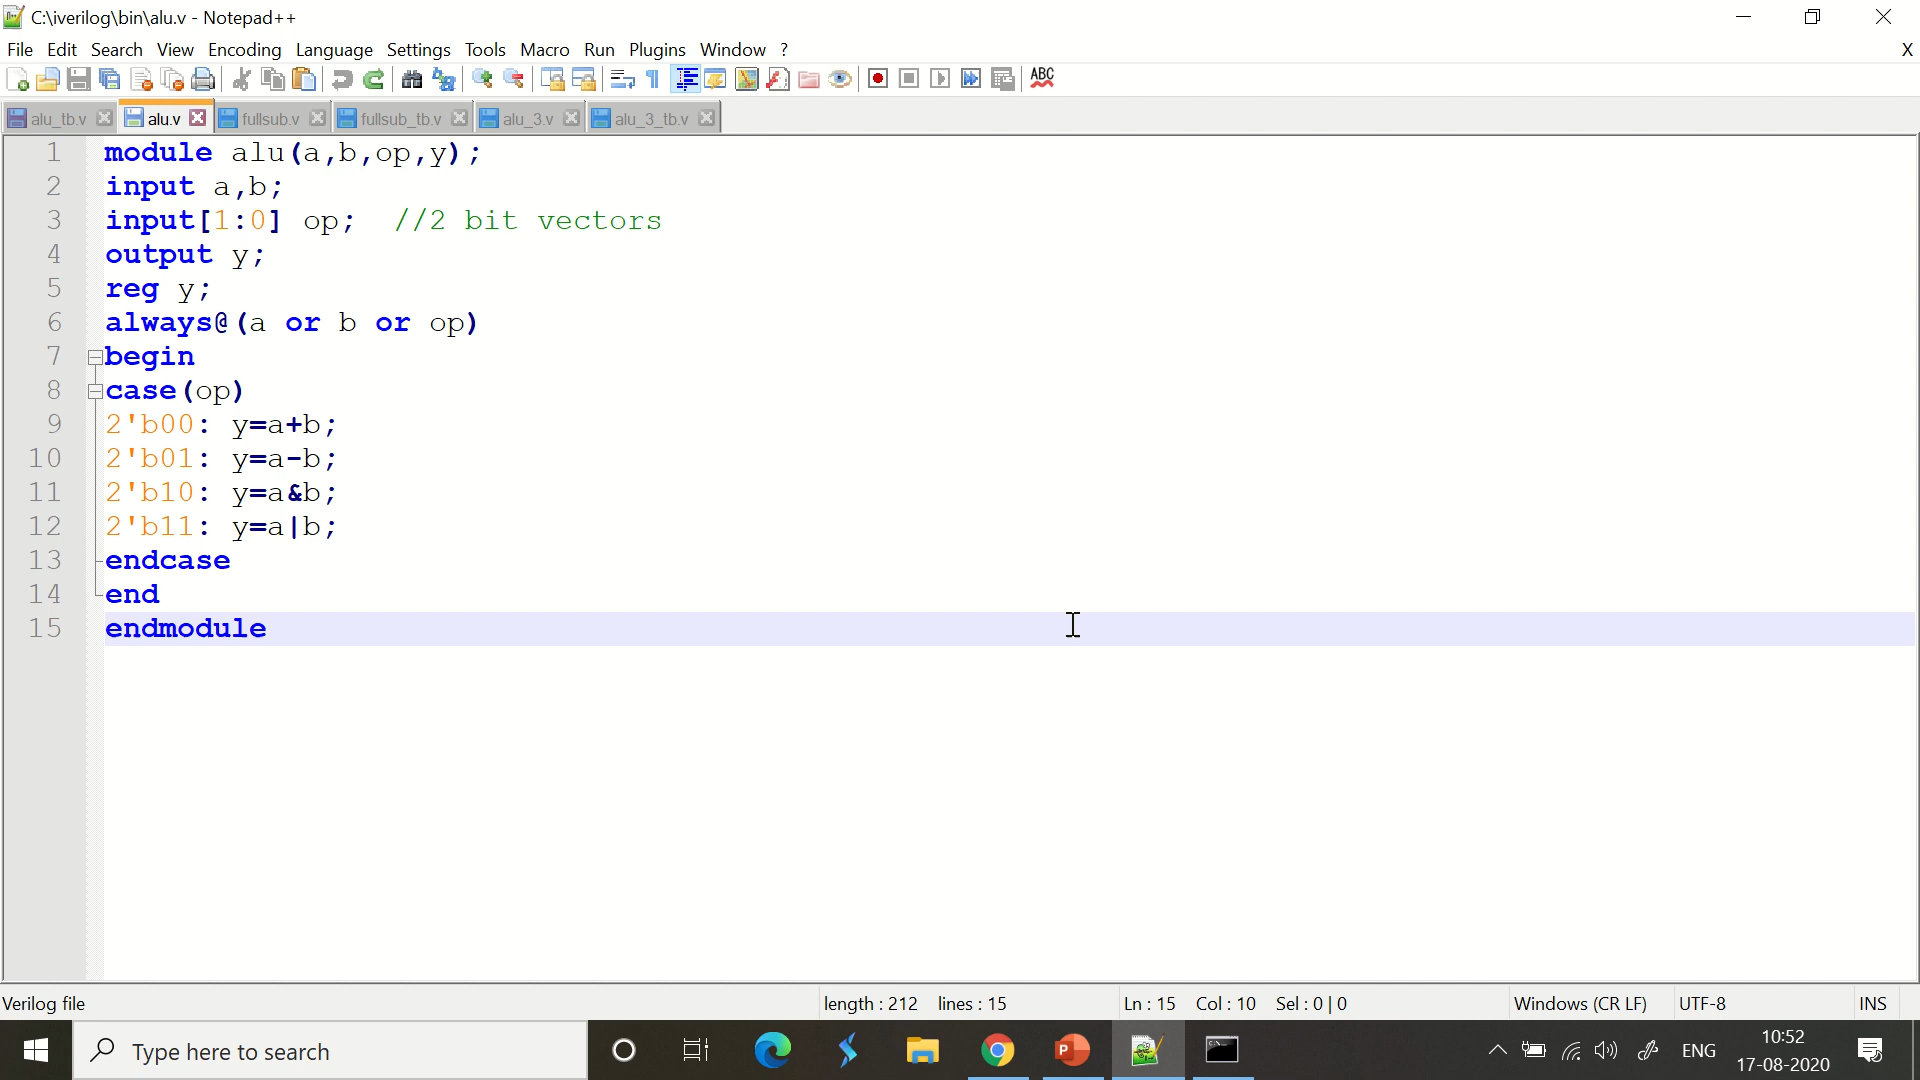 C:\iverilog\bin\alu.v - Notepad++
File Edit Search View Encoding Language Settings Tools Macro Run Plugins Window ? X
ABC
alu_tb.v alu.v fullsub.v fullsub_tb.v alu_3.v alu_3_tb.v
1 module alu(a,b,op,y);
2 input a,b;
3 input[1:0] op; //2 bit vectors
4 output y;
5 reg y;
6 always@(a or b or op)
7 begin
8 case(op)
9 2'b00: y=a+b;
10 2'b01: y=a-b;
11 2'b10: y=a&b;
12 2'b11: y=a|b;
13 endcase
14 end
15 endmodule
Verilog file length : 212 lines : 15 Ln : 15 Col : 10 Sel : 0 | 0 Windows (CR LF) UTF-8 INS
Type here to search ENG 10:52
17-08-2020